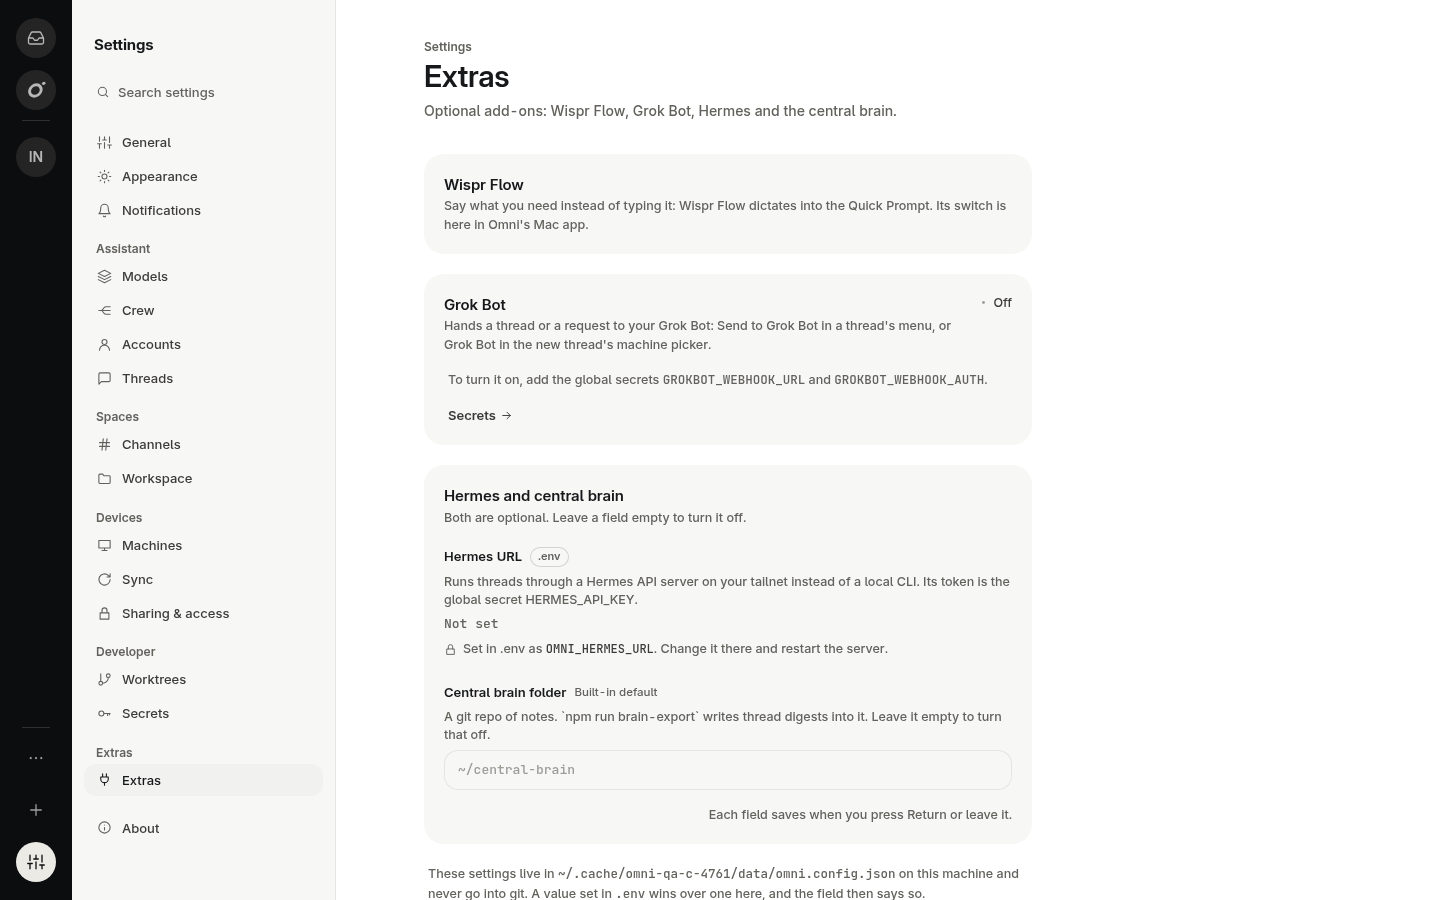 Settings
Search settings
IN
General
Appearance
Notifications
Assistant
Models
Crew
Accounts
Threads
Spaces
Channels
Workspace
Devices
Machines
Sync
Sharing & access
Developer
Worktrees
Secrets
Extras
Extras
About
Settings
Extras
Optional add-ons: Wispr Flow, Grok Bot, Hermes and the central brain.
Wispr Flow
Say what you need instead of typing it: Wispr Flow dictates into the Quick Prompt. Its switch is
here in Omni's Mac app.
Grok Bot
Off
Hands a thread or a request to your Grok Bot: Send to Grok Bot in a thread's menu, or
Grok Bot in the new thread's machine picker.
To turn it on, add the global secrets GROKBOT_WEBHOOK_URL and GROKBOT_WEBHOOK_AUTH.
Secrets →
Hermes and central brain
Both are optional. Leave a field empty to turn it off.
Hermes URL .env
Runs threads through a Hermes API server on your tailnet instead of a local CLI. Its token is the
global secret HERMES_API_KEY.
Not set
Set in .env as OMNI_HERMES_URL. Change it there and restart the server.
Central brain folder Built-in default
A git repo of notes. `npm run brain-export` writes thread digests into it. Leave it empty to turn
that off.
~/central-brain
Each field saves when you press Return or leave it.
These settings live in ~/.cache/omni-qa-c-4761/data/omni.config.json on this machine and
never go into git. A value set in .env wins over one here, and the field then says so.